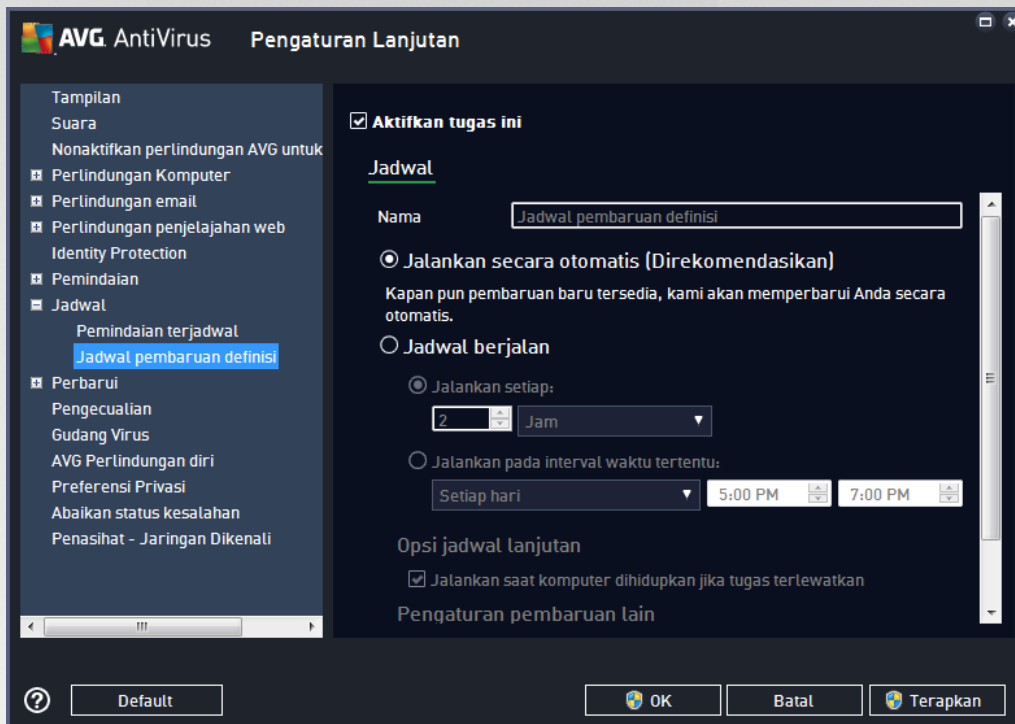 AVG AntiVirus Pengaturan Lanjutan
Tampilan
Suara
Nonaktifkan perlindungan AVG untuk
Perlindungan Komputer
Perlindungan email
Perlindungan penjelajahan web
Identity Protection
Pemindaian
Jadwal
Pemindaian terjadwal
Jadwal pembaruan definisi
Perbarui
Pengecualian
Gudang Virus
AVG Perlindungan diri
Preferensi Privasi
Abaikan status kesalahan
Penasihat - Jaringan Dikenali
Aktifkan tugas ini
Jadwal
Nama Jadwal pembaruan definisi
Jalankan secara otomatis (Direkomendasikan)
Kapan pun pembaruan baru tersedia, kami akan memperbarui Anda secara
otomatis.
Jadwal berjalan
Jalankan setiap:
2 Jam
Jalankan pada interval waktu tertentu:
Setiap hari 5:00 PM 7:00 PM
Opsi jadwal lanjutan
Jalankan saat komputer dihidupkan jika tugas terlewatkan
Pengaturan pembaruan lain
? Default OK Batal Terapkan